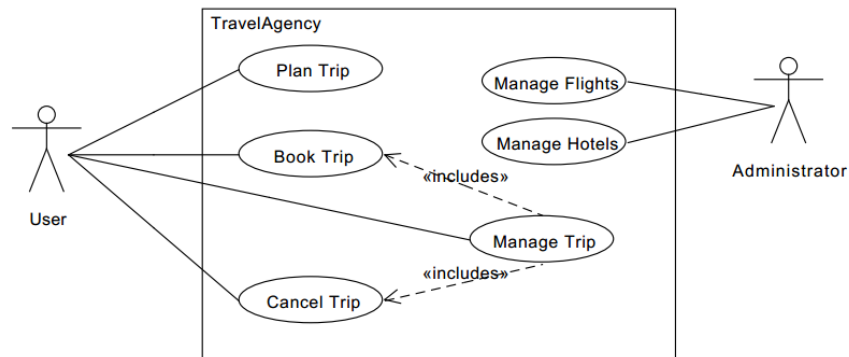 TravelAgency
Plan Trip
Manage Flights
Book Trip
Manage Hotels
«includes»
Administrator
User
Manage Trip
«includes»
Cancel Trip